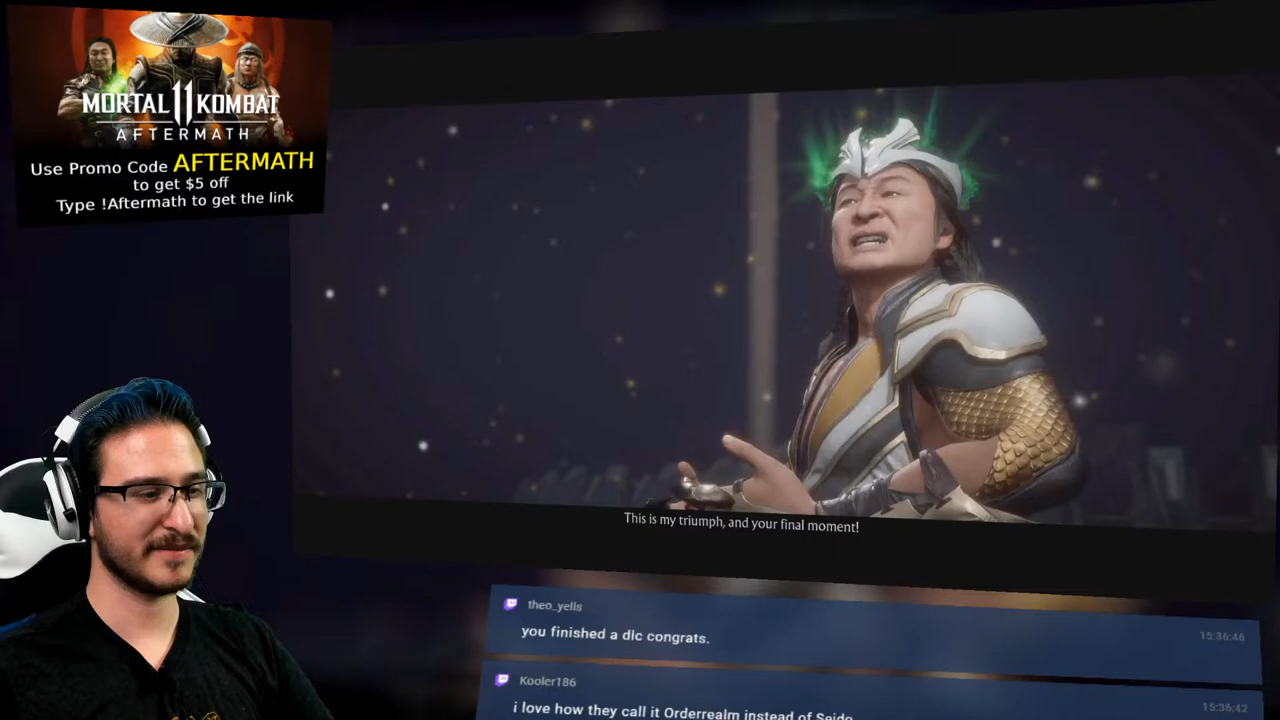 MORTAL 11 KOMBAT
AFTERMATH
Use Promo Code AFTERMATH
to get $5 off
Type !Aftermath to get the link
This is my triumph, and your final moment!
theo_yells
you finished a dlc congrats.
15:36:46
Kooler186
i love how they call it Orderrealm instead of Seido
15:36:42